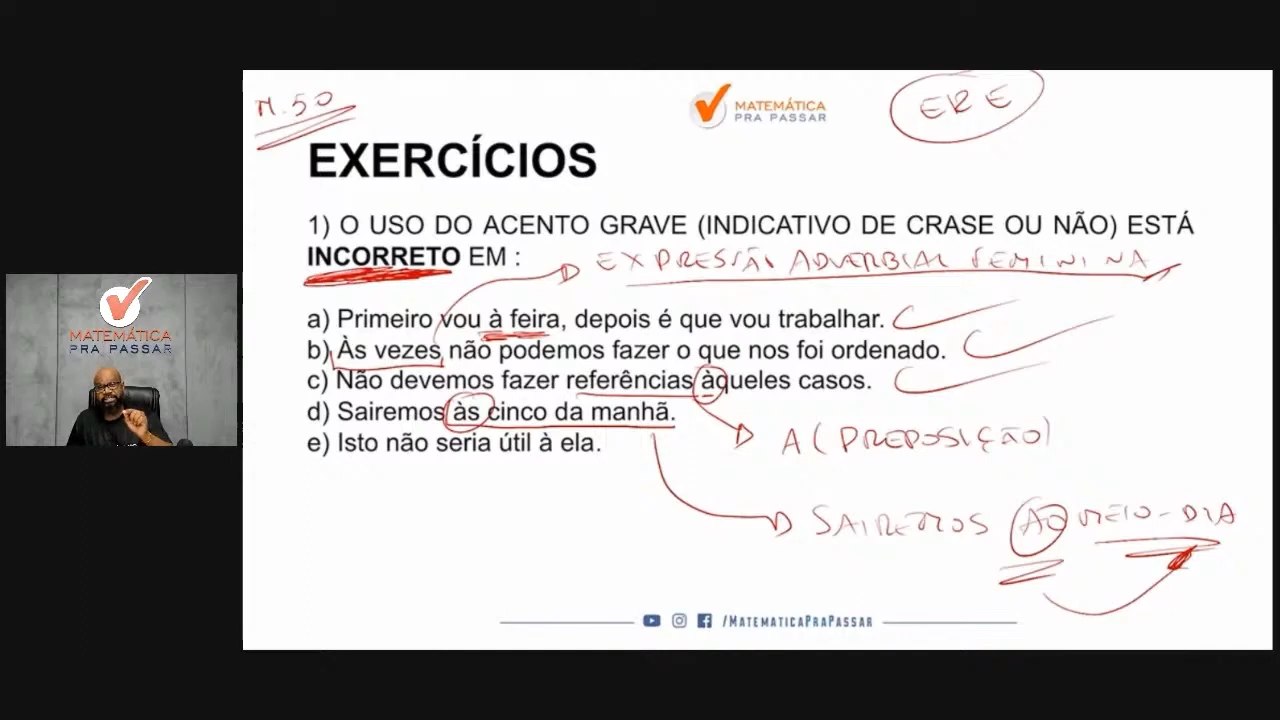 M.50
MATEMÁTICA
PRA PASSAR
ERE
EXERCÍCIOS
1) O USO DO ACENTO GRAVE (INDICATIVO DE CRASE OU NÃO) ESTÁ
INCORRETO EM :
EXPRESSÃO ADVERBIAL FEMININA
a) Primeiro vou à feira, depois é que vou trabalhar.
b) Às vezes não podemos fazer o que nos foi ordenado.
c) Não devemos fazer referências àqueles casos.
d) Sairemos às cinco da manhã.
e) Isto não seria útil à ela.
A (PREPOSIÇÃO)
SAIREMOS AO MEIO-DIA
MATEMÁTICA
PRA PASSAR
/MATEMATICAPRAPASSAR